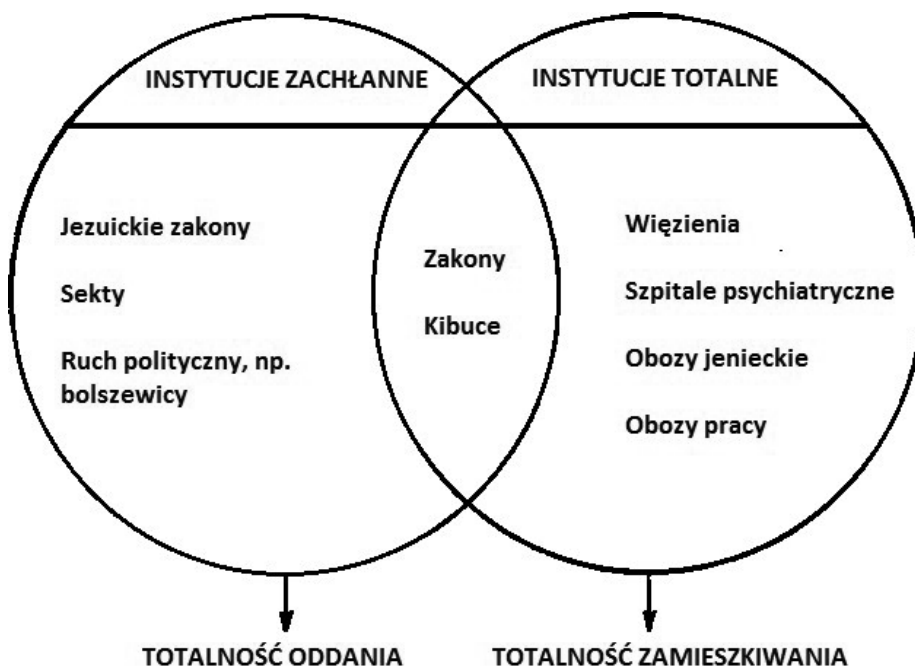 INSTYTUCJE ZACHŁANNE
INSTYTUCJE TOTALNE
Jezuickie zakony
Sekty
Ruch polityczny, np.
bolszewicy
Zakony
Kibuce
Więzienia
Szpitale psychiatryczne
Obozy jenieckie
Obozy pracy
TOTALNOŚĆ ODDANIA
TOTALNOŚĆ ZAMIESZKIWANIA